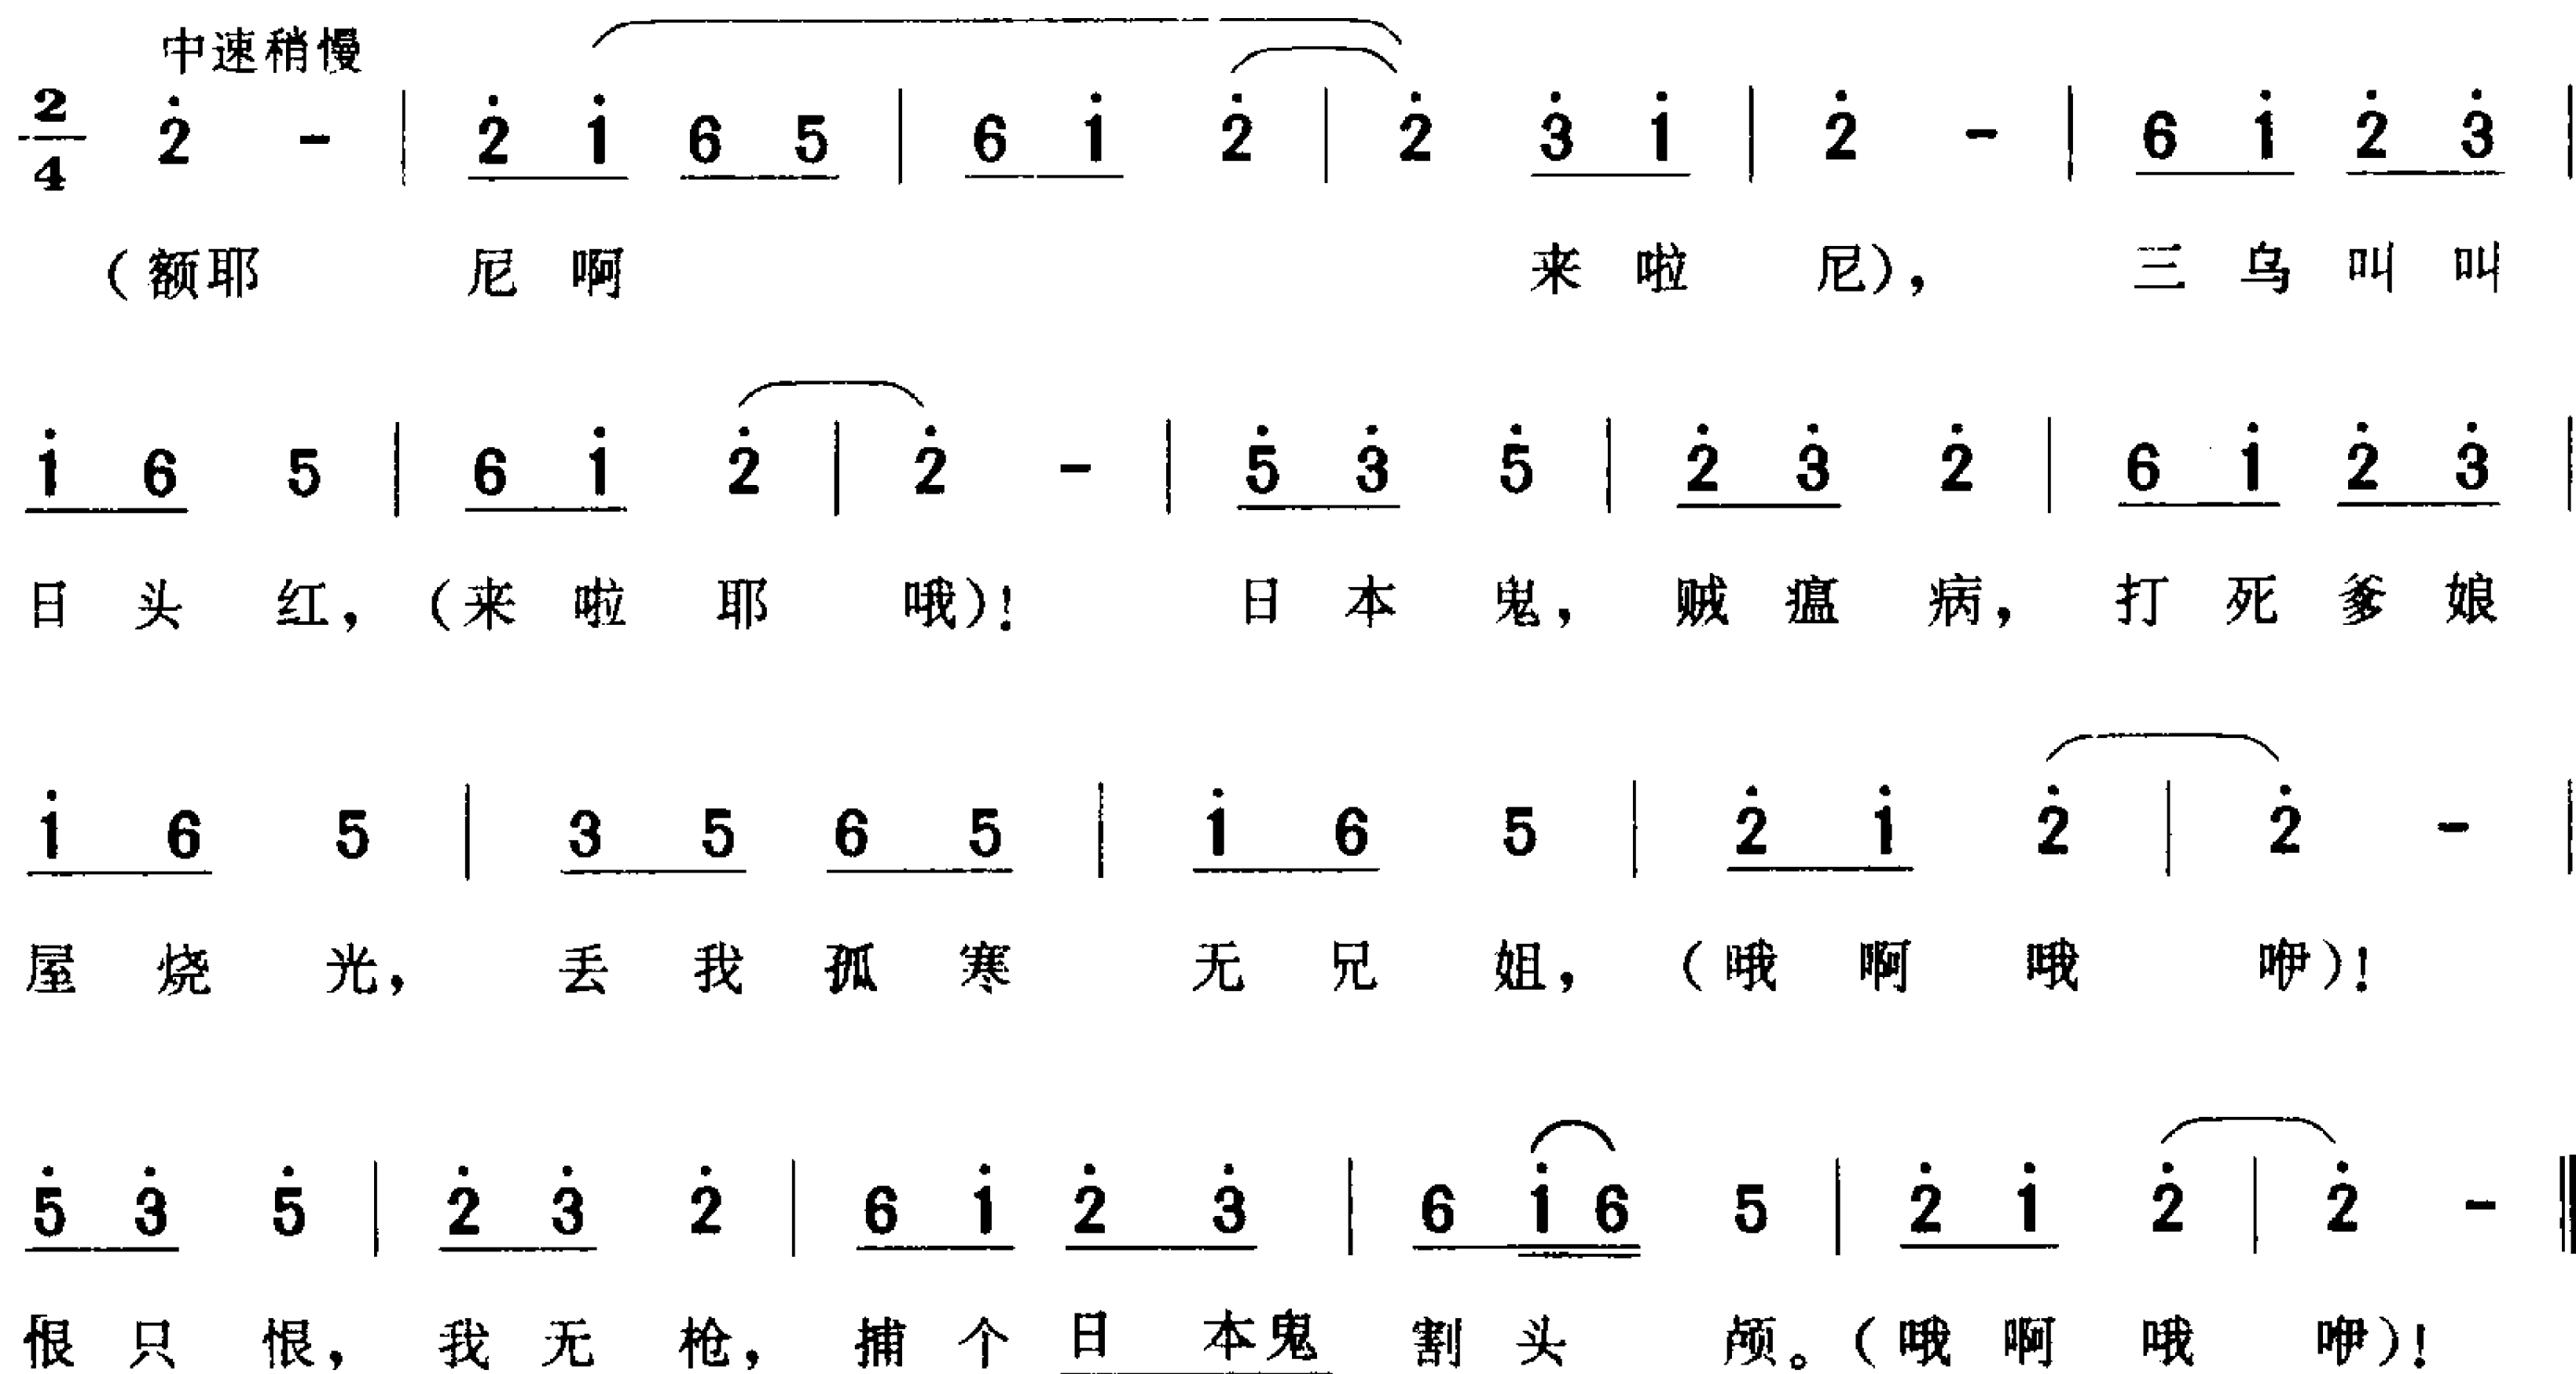 中速稍慢
2/4 2̇ - | 2̇ 1̇ 6 5 | 6 1̇ 2̇ | 2̇ 3̇ 1̇ | 2̇ - | 6 1̇ 2̇ 3̇ |
（额耶 尼 啊 来 啦 尼），三 乌 叫 叫
1̇ 6 5 | 6 1̇ 2̇ | 2̇ - | 5̇ 3̇ 5̇ | 2̇ 3̇ 2̇ | 6 1̇ 2̇ 3̇ |
日 头 红，（来 啦 耶 哦）！ 日 本 鬼，贼 瘟 病，打 死 爹 娘
1̇ 6 5 | 3 5 6 5 | 1̇ 6 5 | 2̇ 1̇ 2̇ | 2̇ - |
屋 烧 光，丢 我 孤 寒 无 兄 姐，（哦 啊 哦 咿）！
5̇ 3̇ 5̇ | 2̇ 3̇ 2̇ | 6 1̇ 2̇ 3̇ | 6 1̇ 6 5 | 2̇ 1̇ 2̇ | 2̇ - ‖
恨 只 恨，我 无 枪，捕 个 日 本鬼 割 头 颅。（哦 啊 哦 咿）！